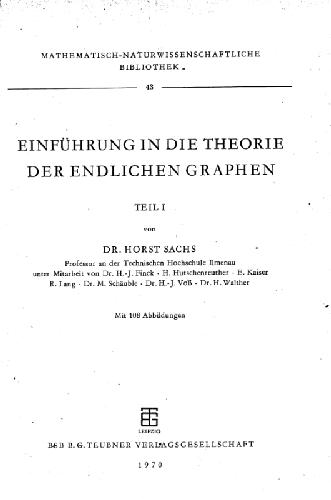 MATHEMATISCH-NATURWISSENSCHAFTLICHE
BIBLIOTHEK
43
EINFÜHRUNG IN DIE THEORIE
DER ENDLICHEN GRAPHEN
TEIL I
von
DR. HORST SACHS
Professor an der Technischen Hochschule Ilmenau
unter Mitarbeit von Dr. H.-J. Finck · H. Hutschenreuther · E. Kaiser
R. Lang · Dr. M. Schäuble · Dr. H.-J. Voß · Dr. H. Walther
Mit 108 Abbildungen
LEIPZIG
BSB B. G. TEUBNER VERLAGSGESELLSCHAFT
1970